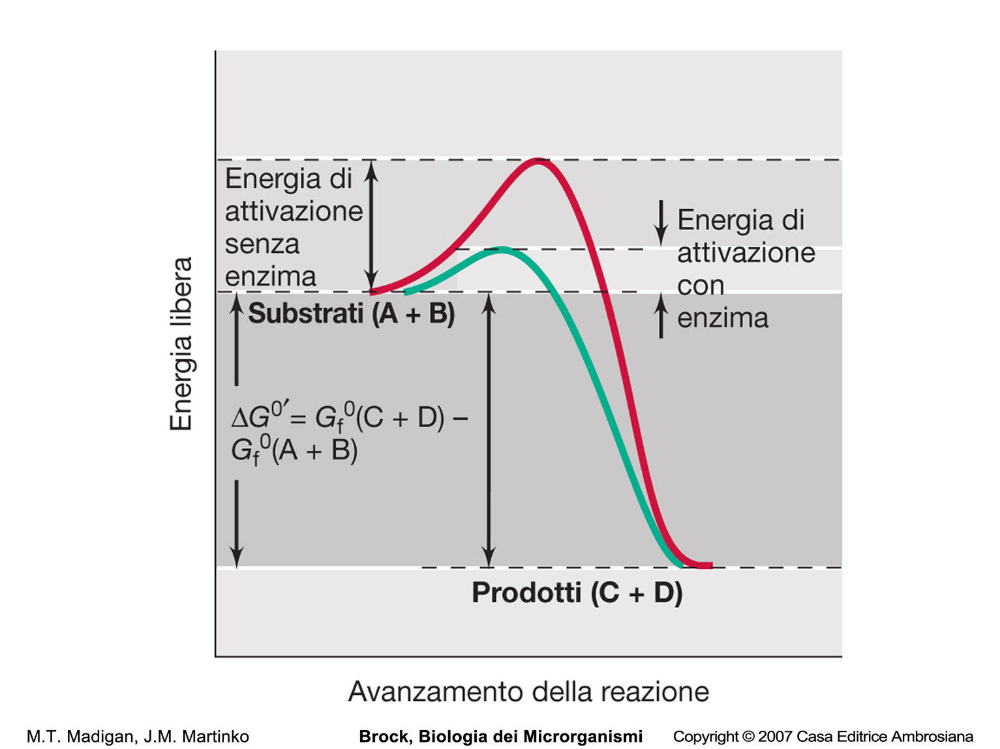 Energia di
attivazione
senza
enzima
Energia di
attivazione
con
enzima
Substrati (A + B)
Energia libera
ΔG⁰′= Gf⁰(C + D) –
Gf⁰(A + B)
Prodotti (C + D)
Avanzamento della reazione
M.T. Madigan, J.M. Martinko
Brock, Biologia dei Microrganismi
Copyright © 2007 Casa Editrice Ambrosiana